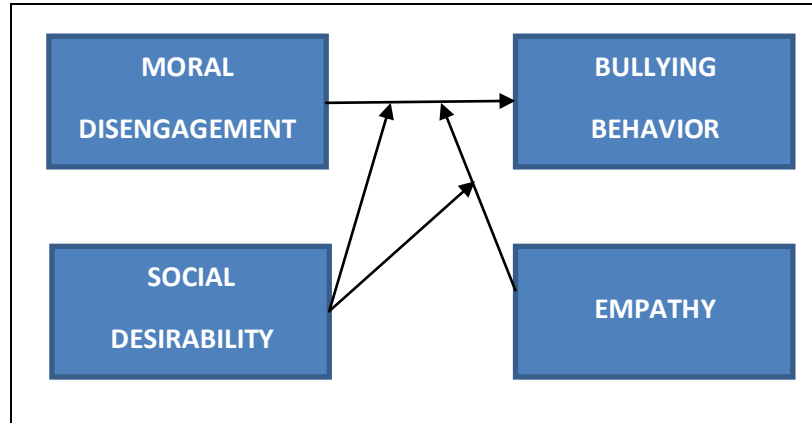 MORAL
DISENGAGEMENT
BULLYING
BEHAVIOR
SOCIAL
DESIRABILITY
EMPATHY